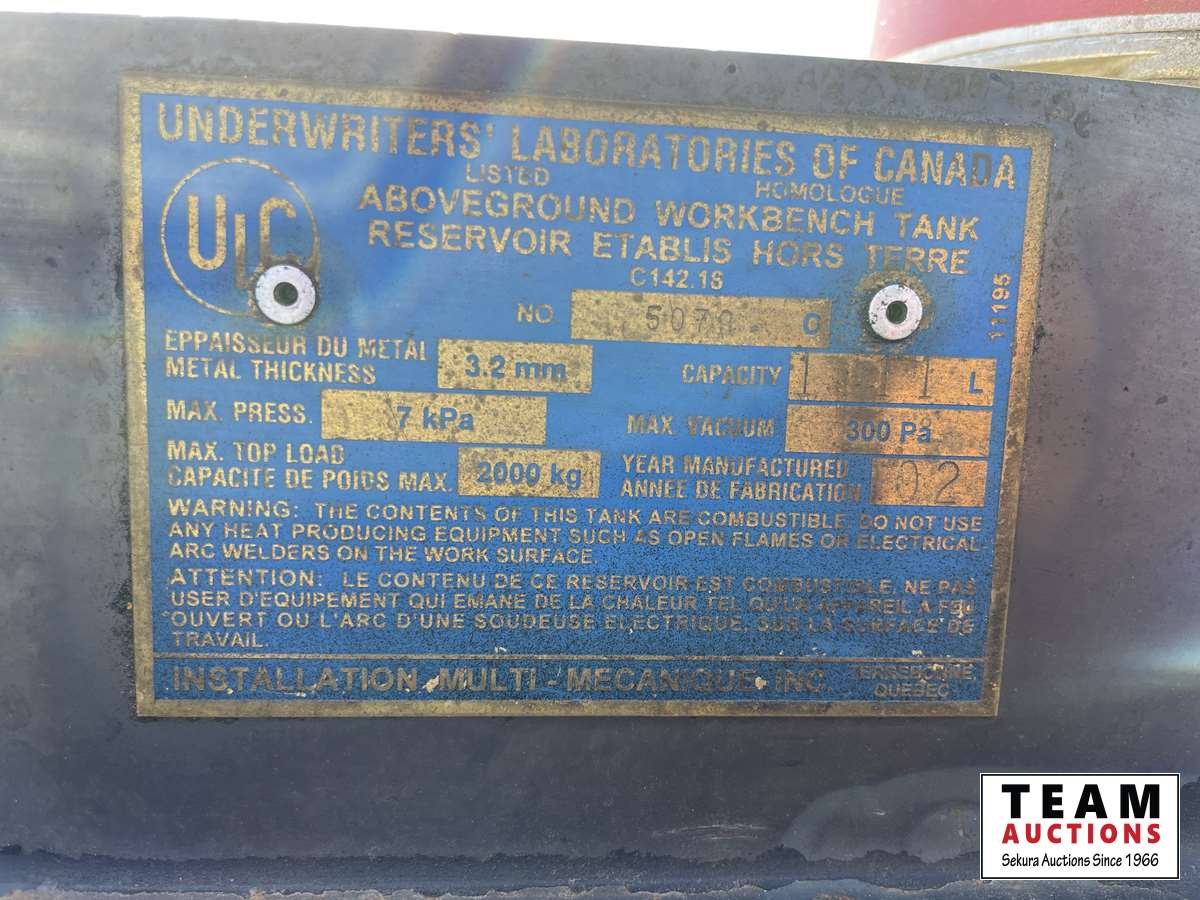 UNDERWRITERS' LABORATORIES OF CANADA
LISTED HOMOLOGUE
ULC
ABOVEGROUND WORKBENCH TANK
RESERVOIR ETABLIS HORS TERRE
C142.18
11195
NO 5076 C
EPPAISSEUR DU METAL
METAL THICKNESS 3.2 mm
CAPACITY L
MAX. PRESS. 7 kPa
MAX. VACUUM 300 Pa.
MAX. TOP LOAD
CAPACITE DE POIDS MAX. 2000 kg
YEAR MANUFACTURED
ANNÉE DE FABRICATION 02
WARNING: THE CONTENTS OF THIS TANK ARE COMBUSTIBLE. DO NOT USE
ANY HEAT PRODUCING EQUIPMENT SUCH AS OPEN FLAMES OR ELECTRICAL
ARC WELDERS ON THE WORK SURFACE.
ATTENTION: LE CONTENU DE CE RESERVOIR EST COMBUSTIBLE, NE PAS
USER D'EQUIPEMENT QUI EMANE DE LA CHALEUR TEL QU'UN APPAREIL A
OUVERT OU L'ARC D'UNE SOUDEUSE ELECTRIQUE, SUR LA SURFACE DE
TRAVAIL.
INSTALLATION MULTI-MECANIQUE INC.
TERREBONNE
QUEBEC
TEAM
AUCTIONS
Sekura Auctions Since 1966